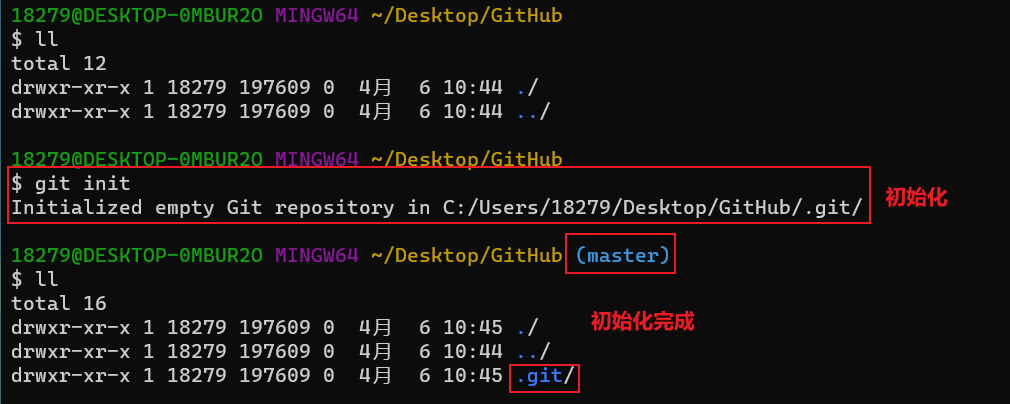 18279@DESKTOP-0MBUR2O MINGW64 ~/Desktop/GitHub
$ ll
total 12
drwxr-xr-x 1 18279 197609 0  4月  6 10:44 ./
drwxr-xr-x 1 18279 197609 0  4月  6 10:44 ../
18279@DESKTOP-0MBUR2O MINGW64 ~/Desktop/GitHub
$ git init
初始化
Initialized empty Git repository in C:/Users/18279/Desktop/GitHub/.git/
18279@DESKTOP-0MBUR2O MINGW64 ~/Desktop/GitHub (master)
$ ll
total 16
初始化完成
drwxr-xr-x 1 18279 197609 0  4月  6 10:45 ./
drwxr-xr-x 1 18279 197609 0  4月  6 10:44 ../
drwxr-xr-x 1 18279 197609 0  4月  6 10:45 .git/